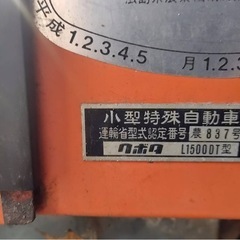 平成 1.2.3.4.5
月 1.2.3
小型特殊自動車
運輸省型式認定番号 農837号
クボタ L1500DT型